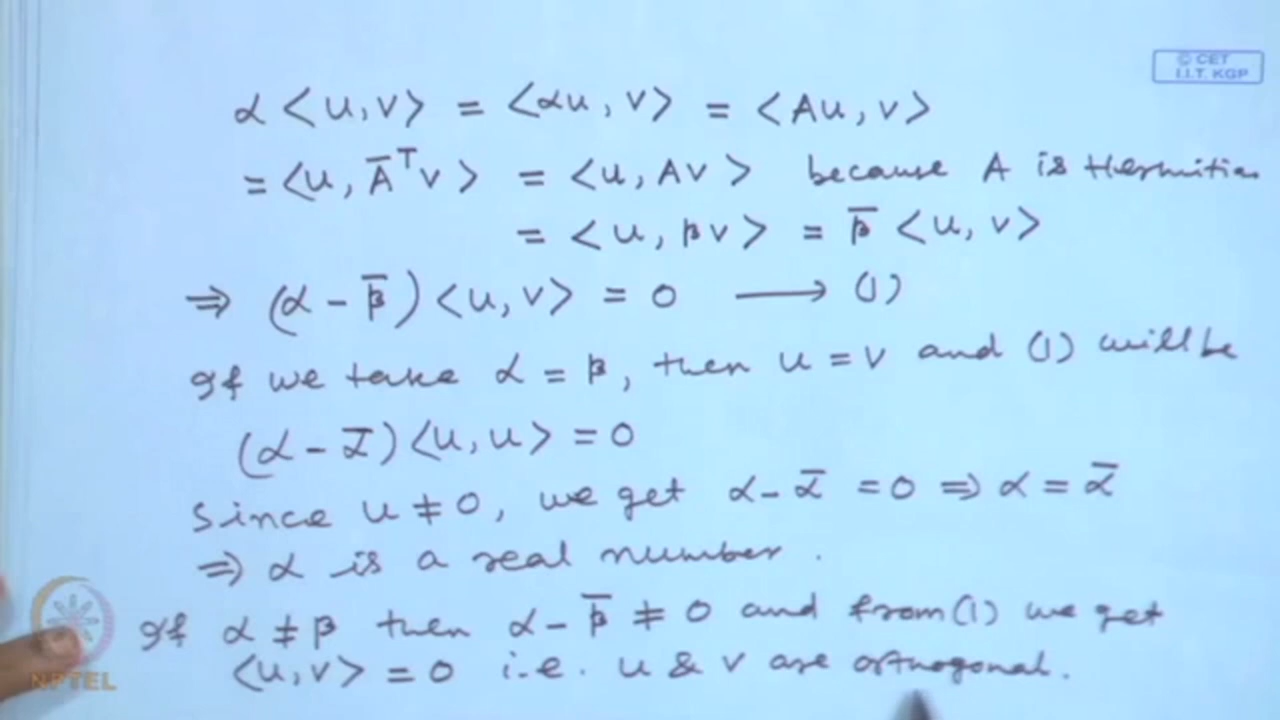 © CET
I.I.T. KGP
α <u, v> = <αu, v> = <Au, v>
= <u, A̅ᵀv> = <u, Av> because A is Hermitian
= <u, βv> = β̅ <u, v>
⇒ (α - β̅) <u, v> = 0 ⟶ (1)
If we take α = β, then u = v and (1) will be
(α - α̅) <u, u> = 0
Since u ≠ 0, we get α - α̅ = 0 ⇒ α = α̅
⇒ α is a real number.
If α ≠ β then α - β̅ ≠ 0 and from (1) we get
<u, v> = 0 i.e. u & v are orthogonal.
NPTEL